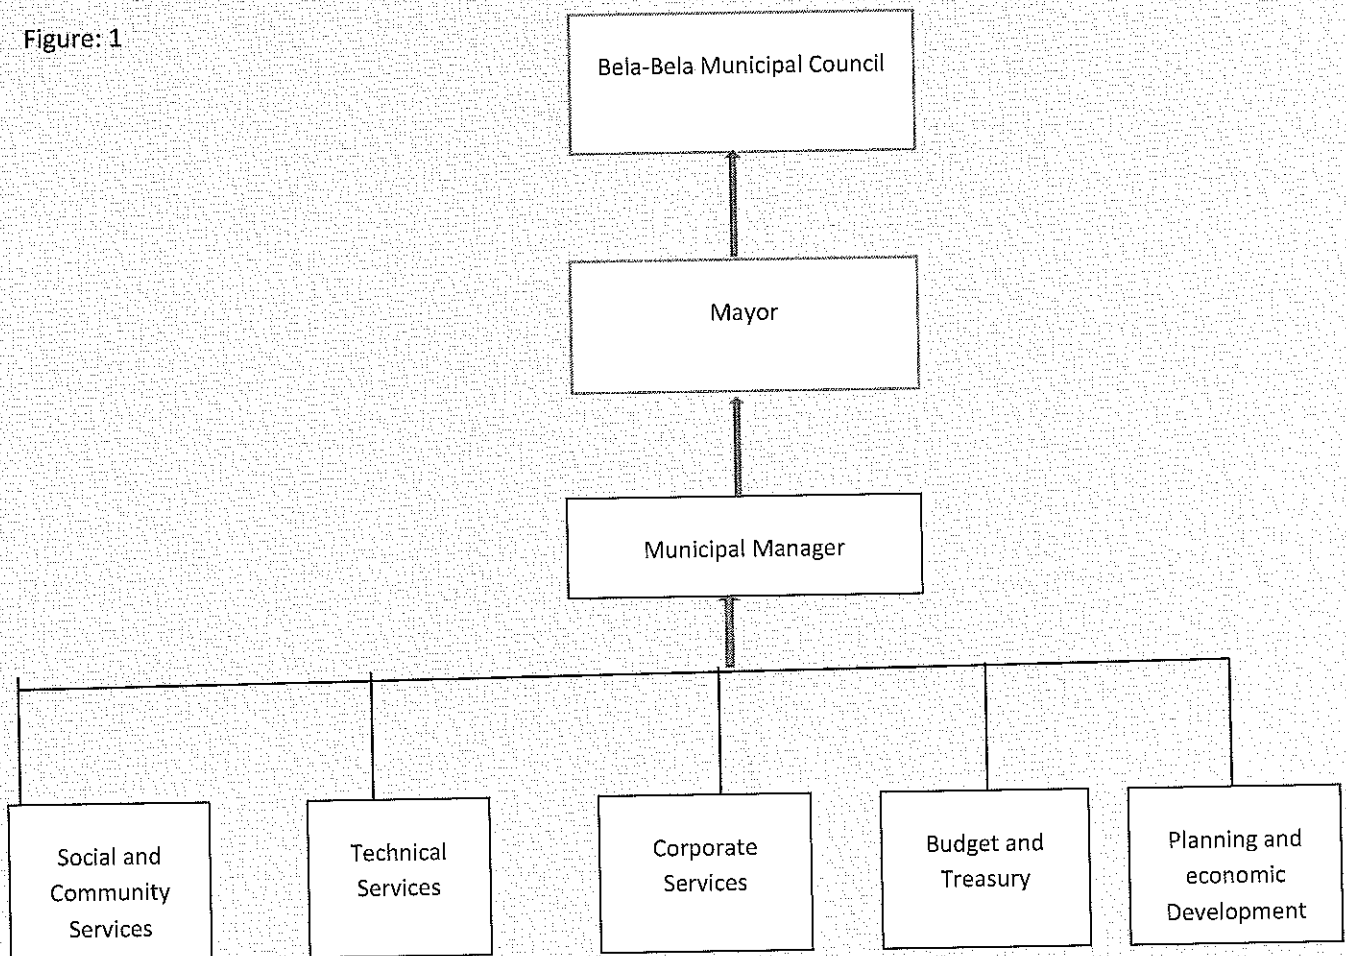 Figure: 1
Bela-Bela Municipal Council
Mayor
Municipal Manager
Social and
Community
Services
Technical
Services
Corporate
Services
Budget and
Treasury
Planning and
economic
Development